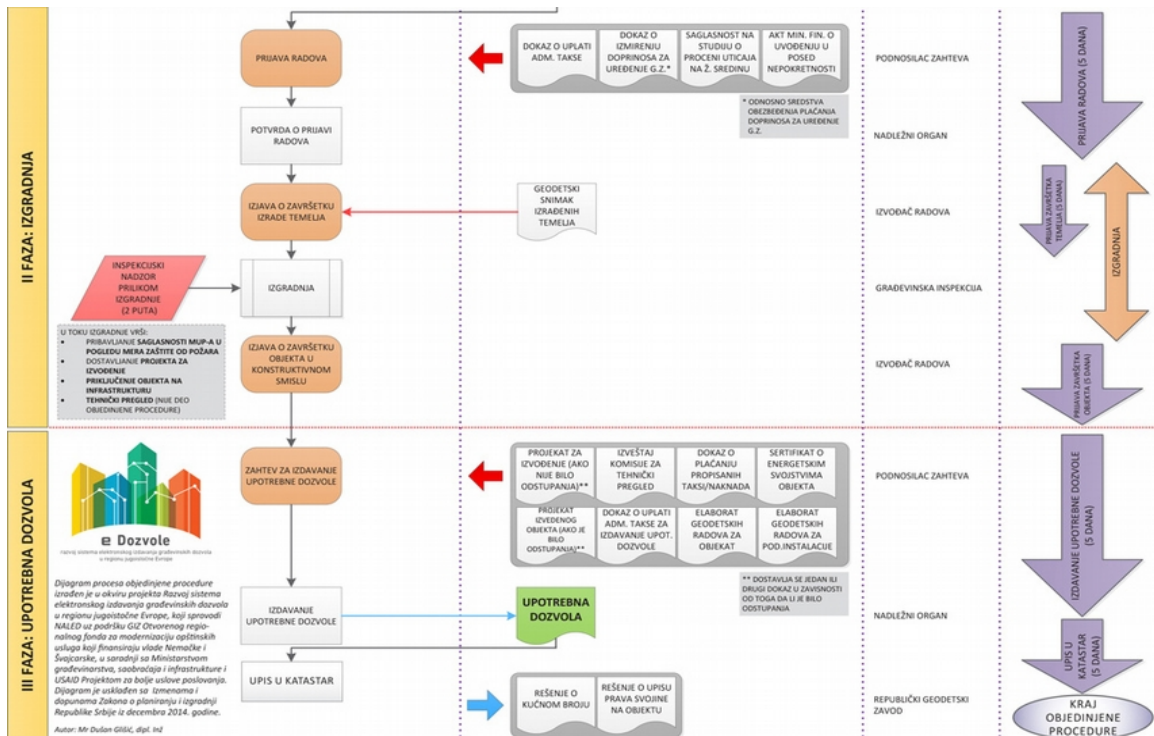 II FAZA: IZGRADNJA
PRIJAVA RADOVA
DOKAZ O UPLATI
ADM. TAKSE
DOKAZ O
IZMIRENJU
DOPRINOSA ZA
UREĐENJE G.Z.*
SAGLASNOST NA
STUDIJU O
PROCENI UTICAJA
NA Ž. SREDINU
AKT MIN. FIN. O
UVOĐENJU U
POSED
NEPOKRETNOSTI
PODNOSILAC ZAHTEVA
PRIJAVA RADOVA (5 DANA)
* ODNOSNO SREDSTVA
OBEZBEĐENJA PLAĆANJA
DOPRINOSA ZA UREĐENJE
G.Z.
POTVRDA O PRIJAVI
RADOVA
NADLEŽNI ORGAN
IZJAVA O ZAVRŠETKU
IZRADE TEMELJA
GEODETSKI
SNIMAK
IZRAĐENIH
TEMELJA
IZVOĐAČ RADOVA
PRIJAVA ZAVRŠETKA
TEMELJA (5 DANA)
IZGRADNJA
INSPEKCIJSKI
NADZOR
PRILIKOM
IZGRADNJE
(2 PUTA)
IZGRADNJA
GRAĐEVINSKA INSPEKCIJA
U TOKU IZGRADNJE VRŠI:
• PRIBAVLJANJE SAGLASNOSTI MUP-A U
POGLEDU MERA ZAŠTITE OD POŽARA
• DOSTAVLJANJE PROJEKTA ZA
IZVOĐENJE
• PRIKLJUČENJE OBJEKTA NA
INFRASTRUKTURU
• TEHNIČKI PREGLED (NIJE DEO
OBJEDINJENE PROCEDURE)
IZJAVA O ZAVRŠETKU
OBJEKTA U
KONSTRUKTIVNOM
SMISLU
IZVOĐAČ RADOVA
PRIJAVA ZAVRŠETKA
OBJEKTA (5 DANA)
III FAZA: UPOTREBNA DOZVOLA
ZAHTEV ZA IZDAVANJE
UPOTREBNE DOZVOLE
PROJEKAT ZA
IZVOĐENJE (AKO
NIJE BILO
ODSTUPANJA)**
IZVEŠTAJ
KOMISIJE ZA
TEHNIČKI
PREGLED
DOKAZ O
PLAĆANJU
PROPISANIH
TAKSI/NAKNADA
SERTIFIKAT O
ENERGETSKIM
SVOJSTVIMA
OBJEKTA
PODNOSILAC ZAHTEVA
PROJEKAT IZVEDENOG
OBJEKTA (AKO JE
BILO
ODSTUPANJA)**
DOKAZ O UPLATI
ADM. TAKSE ZA
IZDAVANJE UPOT.
DOZVOLE
ELABORAT
GEODETSKIH
RADOVA ZA
OBJEKAT
ELABORAT
GEODETSKIH
RADOVA ZA
POD.INSTALACIJE
IZDAVANJE UPOTREBNE DOZVOLE
(5 DANA)
** DOSTAVLJA SE JEDAN ILI
DRUGI DOKAZ U ZAVISNOSTI
OD TOGA DA LI JE BILO
ODSTUPANJA
e Dozvole
razvoj sistema elektronskog izdavanja građevinskih dozvola
u regionu jugoistočne Evrope
Dijagram procesa objedinjene procedure
izrađen je u okviru projekta Razvoj sistema
elektronskog izdavanja građevinskih dozvola
u regionu jugoistočne Evrope, koji sprovodi
NALED uz podršku GIZ Otvorenog regio-
nalnog fonda za modernizaciju opštinskih
usluga koji finansiraju vlade Nemačke i
Švajcarske, u saradnji sa Ministarstvom
građevinarstva, saobraćaja i infrastrukture i
USAID Projektom za bolje uslove poslovanja.
Dijagram je usklađen sa Izmenama i
dopunama Zakona o planiranju i izgradnji
Republike Srbije iz decembra 2014. godine.
Autor: Mr Dušan Glišić, dipl. Inž
IZDAVANJE
UPOTREBNE DOZVOLE
UPOTREBNA
DOZVOLA
NADLEŽNI ORGAN
UPIS U KATASTAR
UPIS U
KATASTAR
(5 DANA)
REŠENJE O
KUĆNOM BROJU
REŠENJE O UPISU
PRAVA SVOJINE
NA OBJEKTU
REPUBLIČKI GEODETSKI
ZAVOD
KRAJ
OBJEDINJENE
PROCEDURE